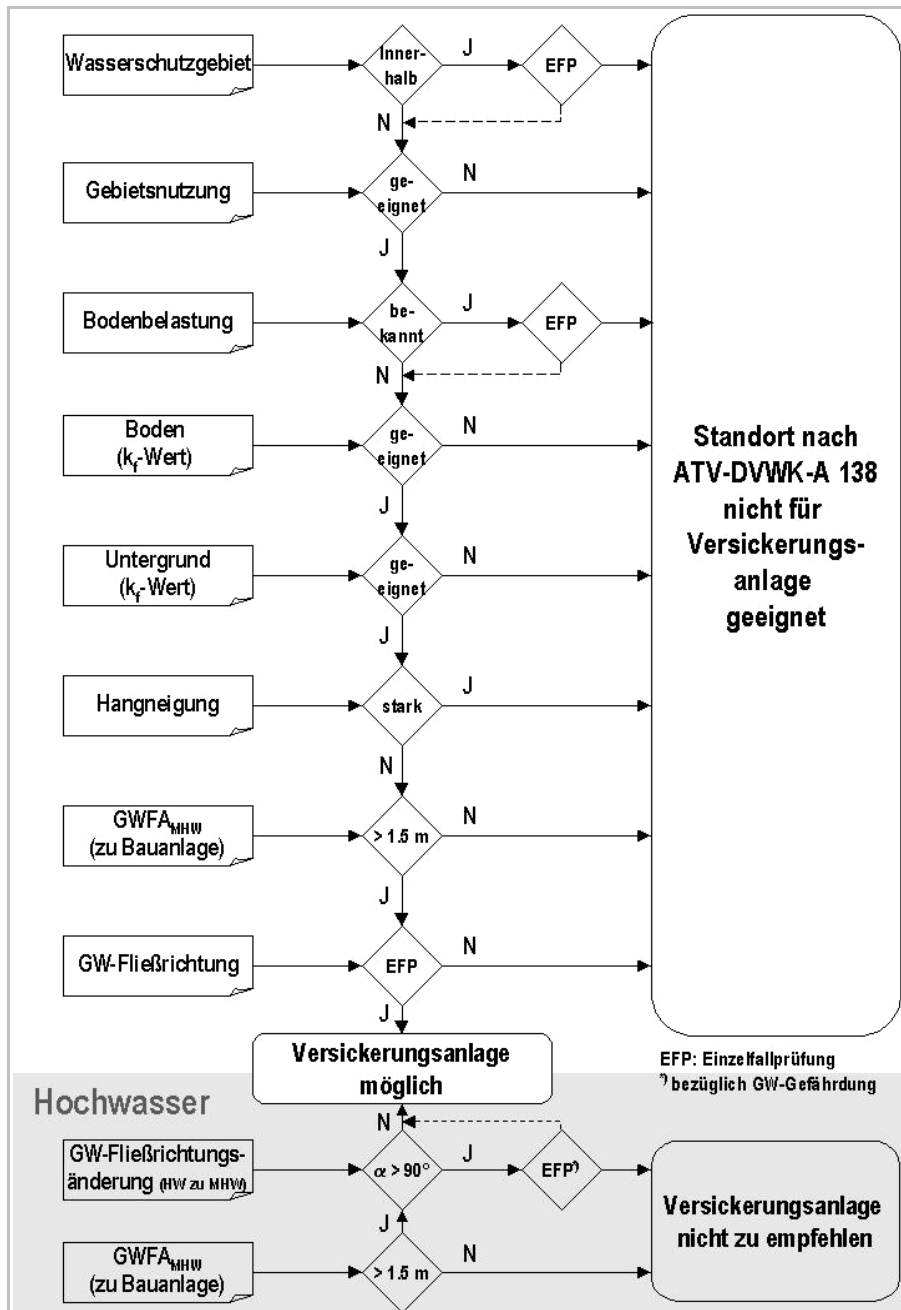 Wasserschutzgebiet
Inner-
halb
J
EFP
N
Gebietsnutzung
ge-
eignet
N
J
Bodenbelastung
be-
kannt
J
EFP
N
Boden
(kf-Wert)
ge-
eignet
N
J
Untergrund
(kf-Wert)
ge-
eignet
N
J
Hangneigung
stark
J
N
GWFAMHW
(zu Bauanlage)
> 1.5 m
N
J
GW-Fließrichtung
EFP
N
J
Standort nach
ATV-DVWK-A 138
nicht für
Versickerungs-
anlage
geeignet
Versickerungsanlage
möglich
EFP: Einzelfallprüfung
*) bezüglich GW-Gefährdung
Hochwasser
N
GW-Fließrichtungs-
änderung (HW zu MHW)
α > 90°
J
EFP*)
J
GWFAMHW
(zu Bauanlage)
> 1.5 m
N
Versickerungsanlage
nicht zu empfehlen